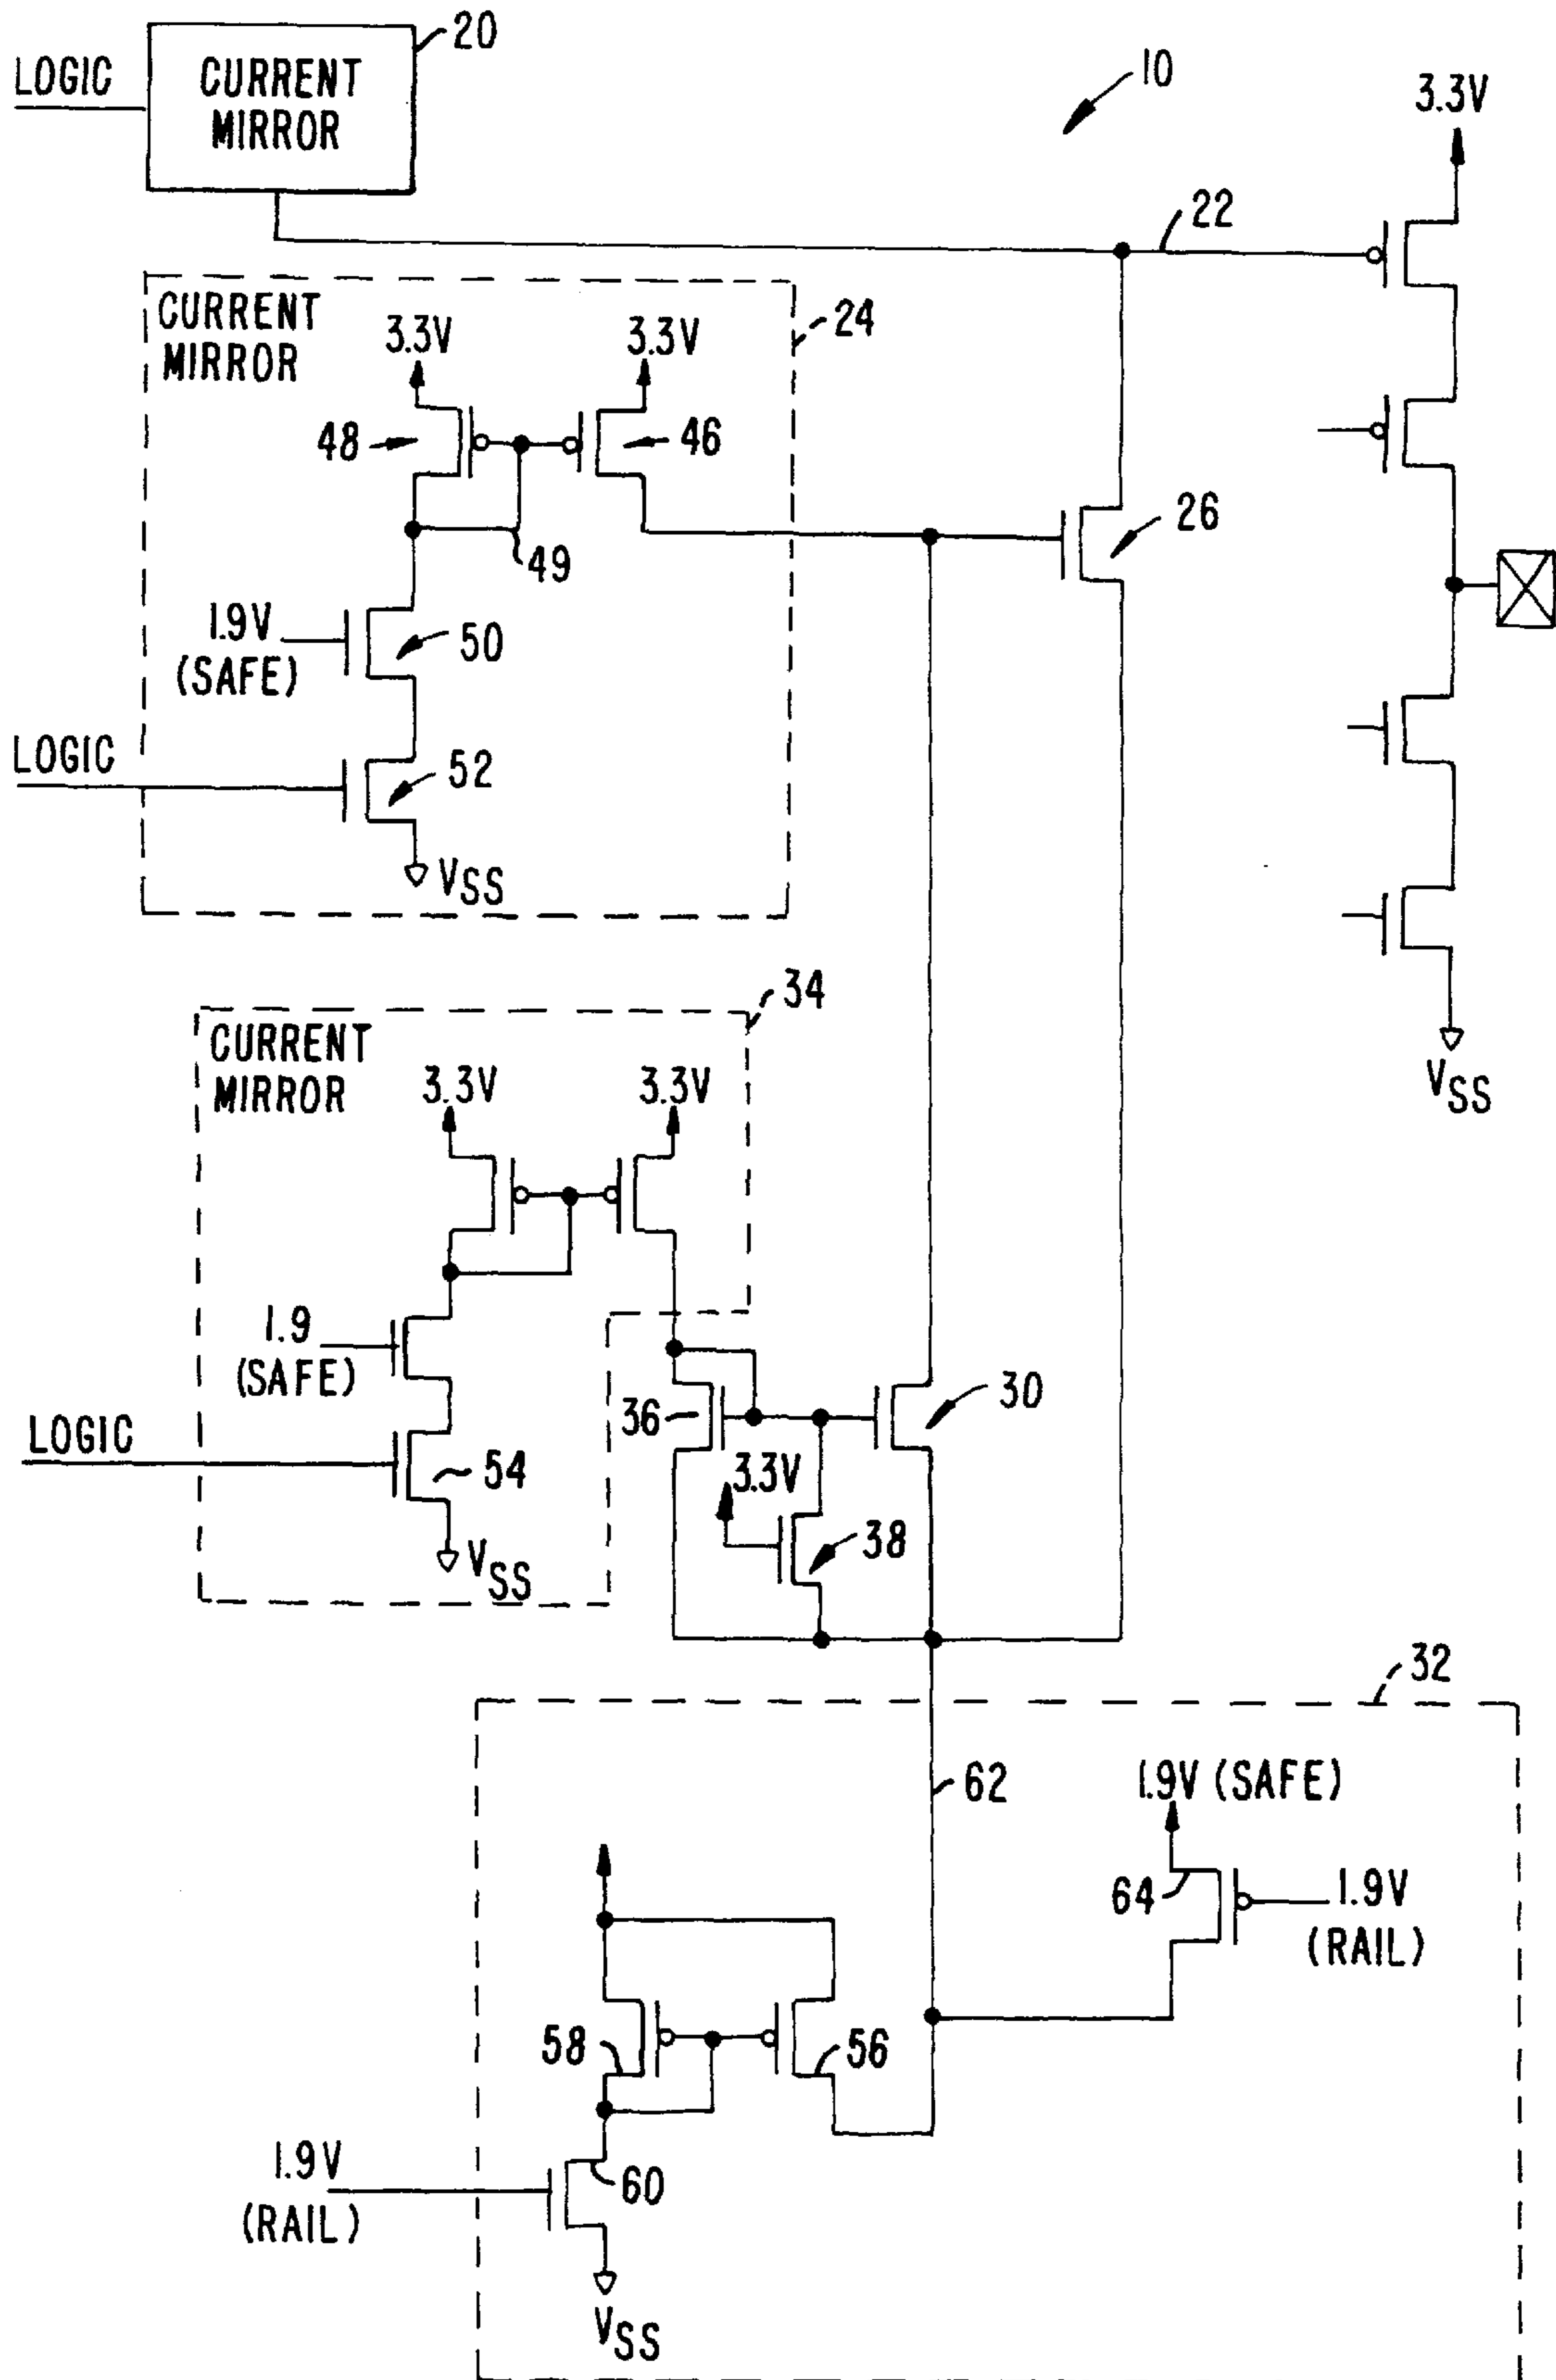 20
LOGIC
CURRENT
MIRROR
10
3.3V
22
CURRENT
MIRROR
24
3.3V
3.3V
48
46
49
26
1.9V
(SAFE)
50
LOGIC
52
VSS
34
CURRENT
MIRROR
3.3V
3.3V
VSS
1.9
(SAFE)
36
30
LOGIC
54
3.3V
38
VSS
32
62
1.9V (SAFE)
64
1.9V
(RAIL)
58
56
1.9V
(RAIL)
60
VSS